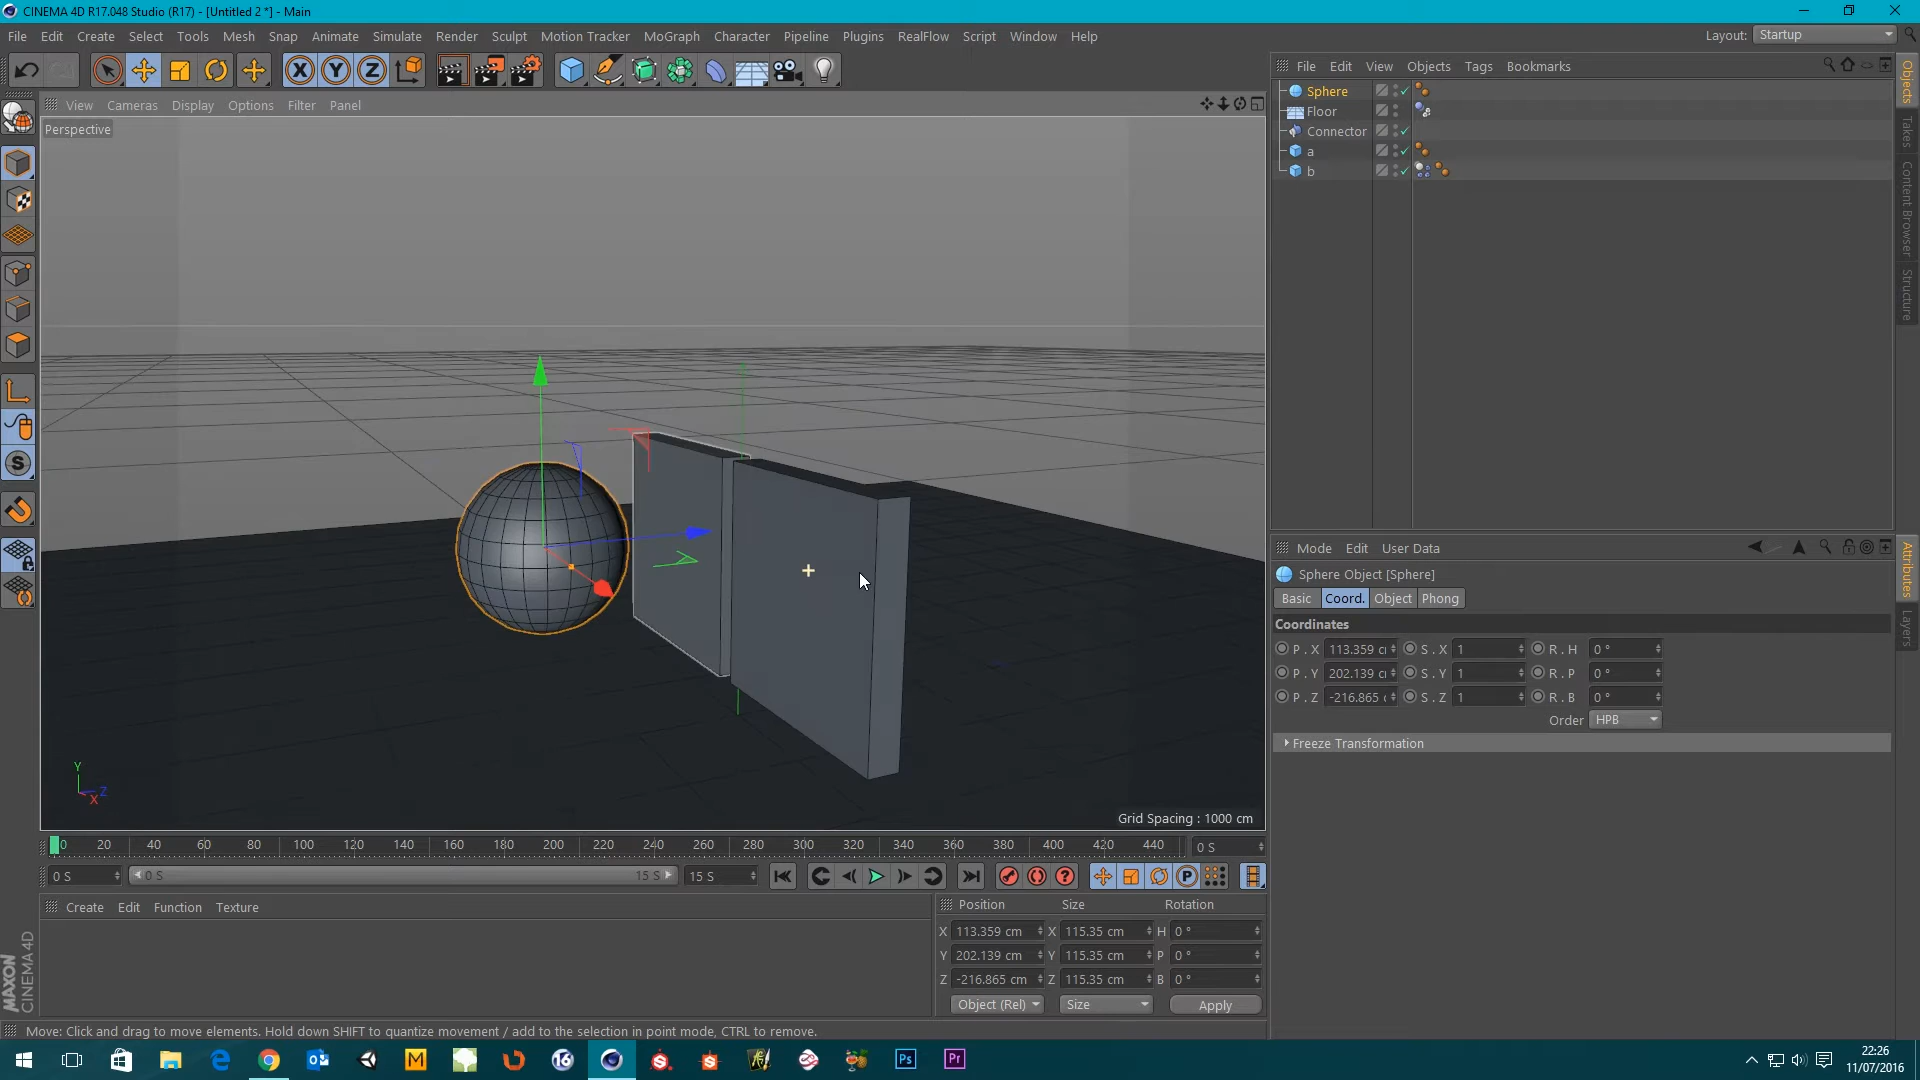 CINEMA 4D R17.048 Studio (R17) - [Untitled 2 *] - Main
File Edit Create Select Tools Mesh Snap Animate Simulate Render Sculpt Motion Tracker MoGraph Character Pipeline Plugins RealFlow Script Window Help
Layout: Startup
View Cameras Display Options Filter Panel
Perspective
Grid Spacing : 1000 cm
Y
Z
X
File Edit View Objects Tags Bookmarks
Sphere
Floor
Connector
a
b
Objects
Takes
Content Browser
Structure
Mode Edit User Data
Sphere Object [Sphere]
Basic Coord. Object Phong
Coordinates
P . X 113.359 S . X 1 R . H 0 °
P . Y 202.139 S . Y 1 R . P 0 °
P . Z -216.865 S . Z 1 R . B 0 °
Order HPB
Freeze Transformation
Attributes
Layers
0 20 40 60 80 100 120 140 160 180 200 220 240 260 280 300 320 340 360 380 400 420 440 0 S
0 S 0 S 15 S 15 S
Create Edit Function Texture
Position Size Rotation
X 113.359 cm X 115.35 cm H 0 °
Y 202.139 cm Y 115.35 cm P 0 °
Z -216.865 cm Z 115.35 cm B 0 °
Object (Rel) Size Apply
MAXON
CINEMA 4D
Move: Click and drag to move elements. Hold down SHIFT to quantize movement / add to the selection in point mode, CTRL to remove.
22:26
11/07/2016